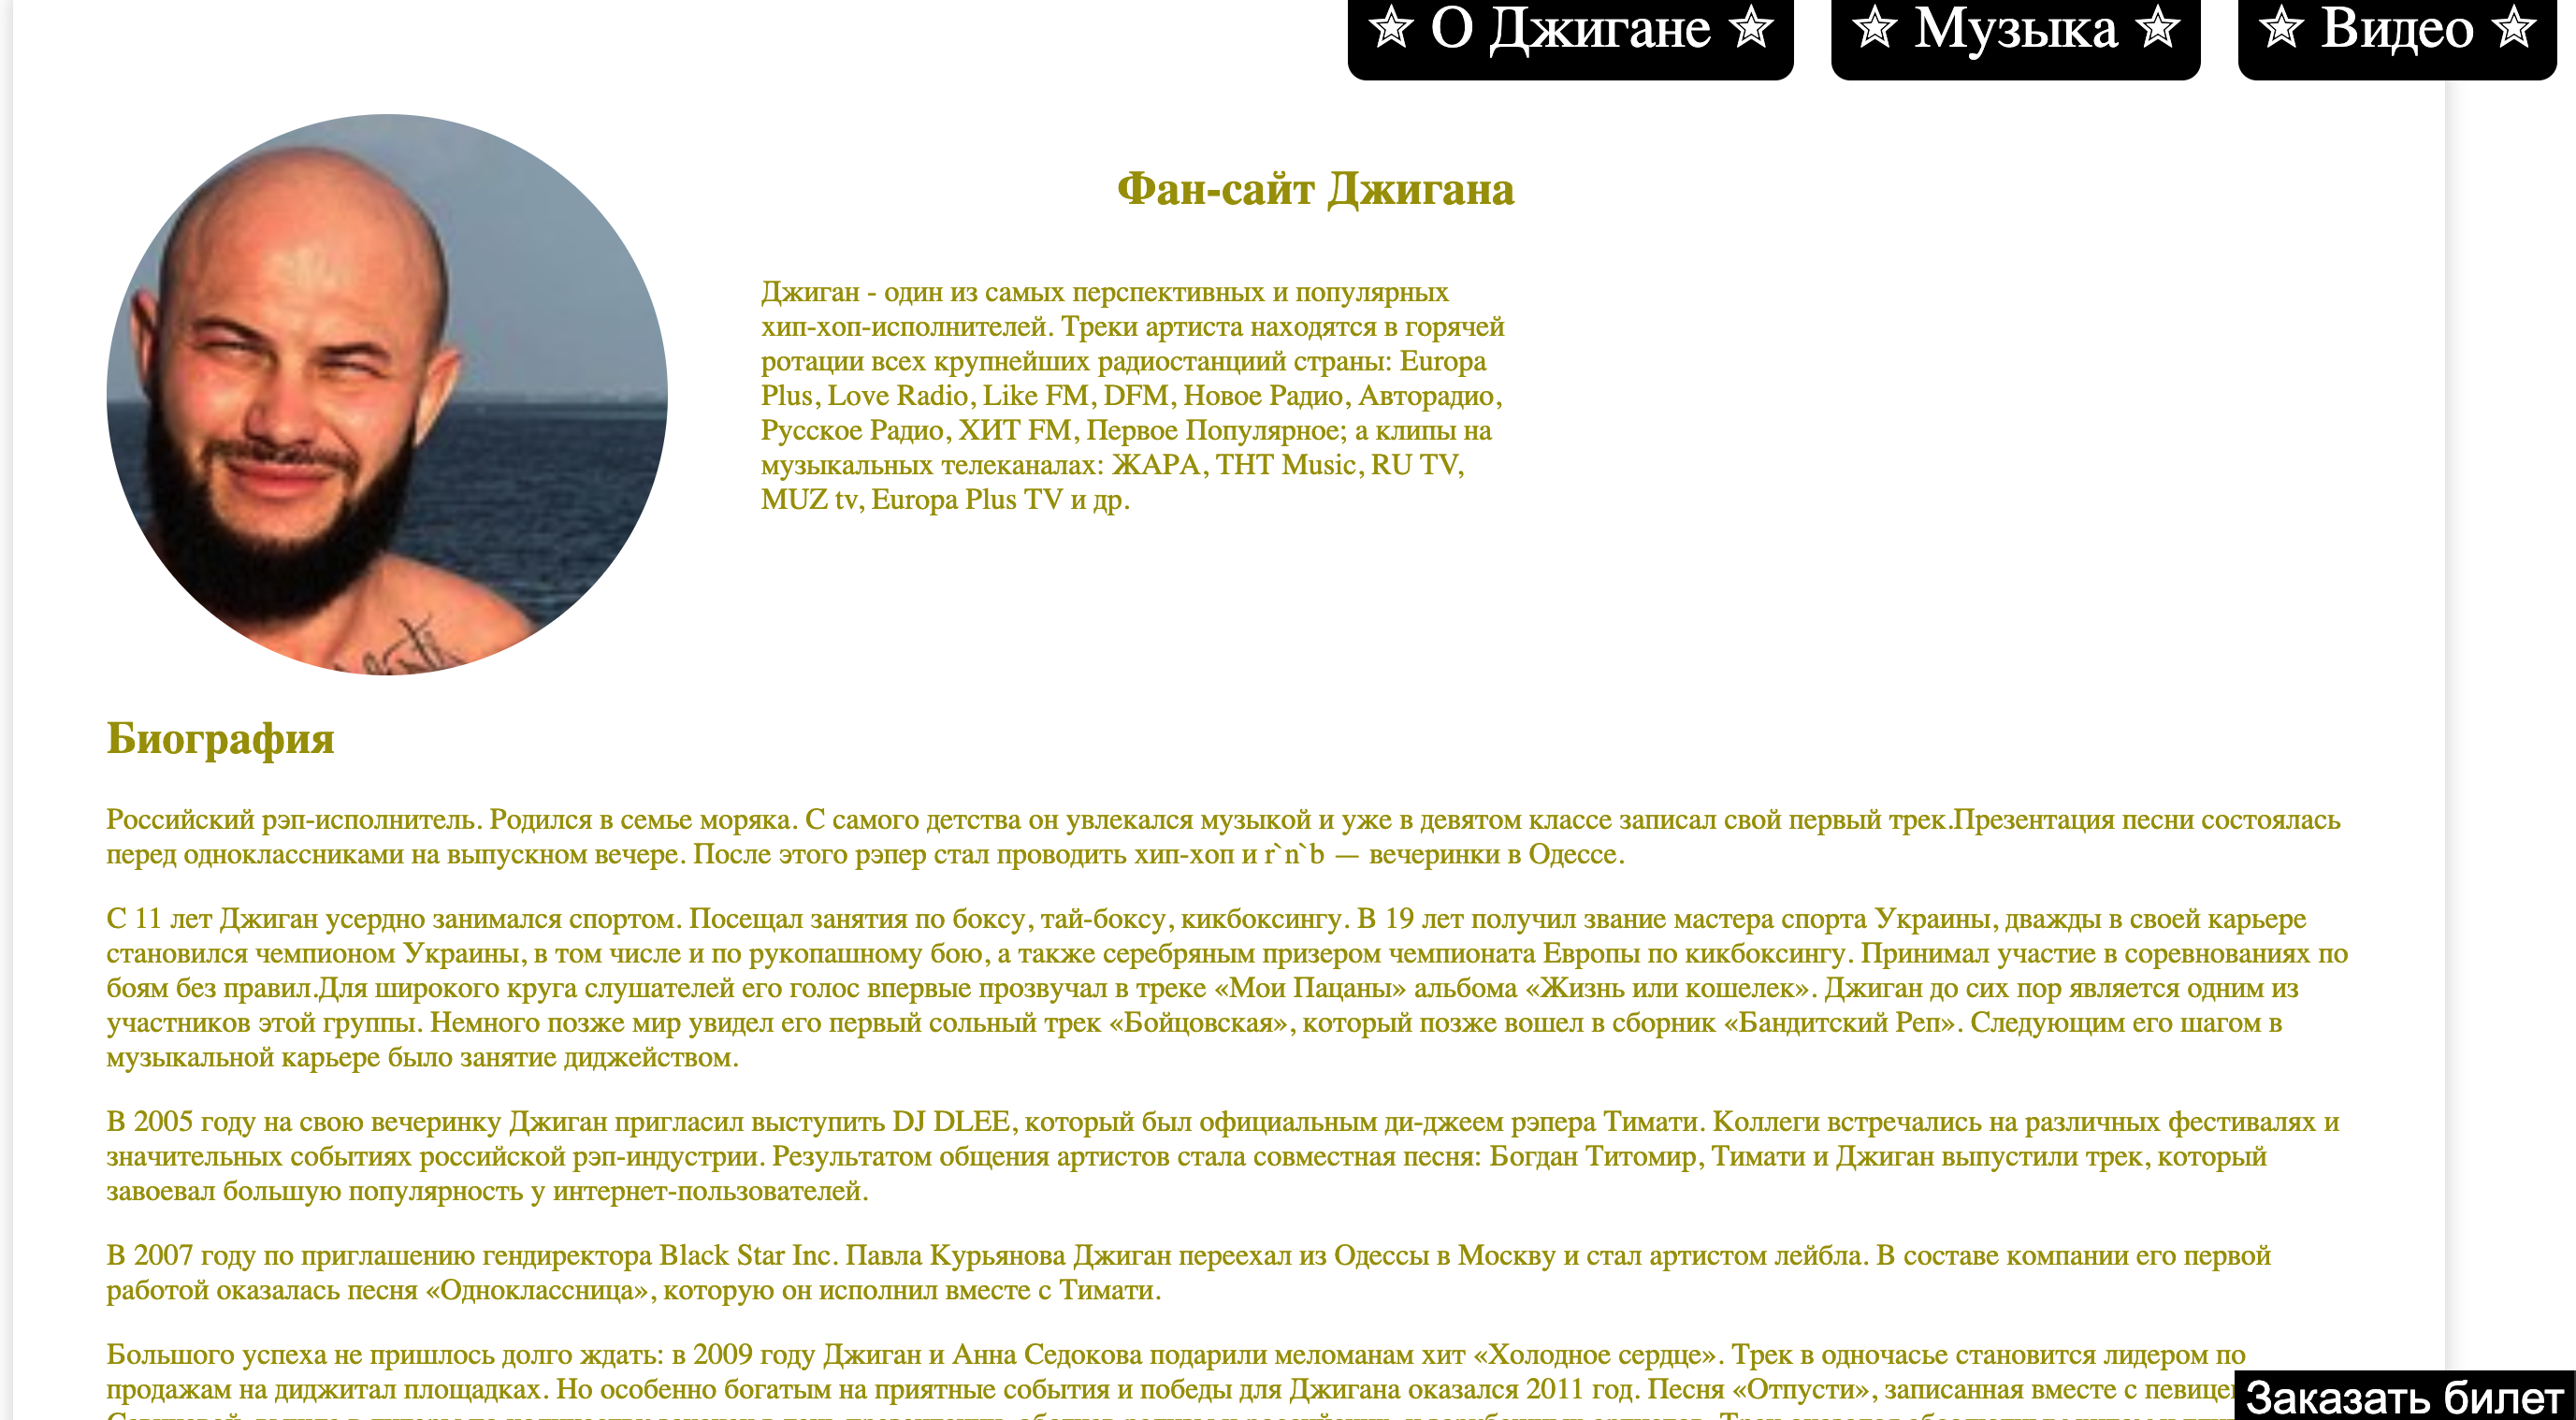 ✯ О Джигане ✯ ✯ Музыка ✯ ✯ Видео ✯
Фан-сайт Джигана
Джиган - один из самых перспективных и популярных
хип-хоп-исполнителей. Треки артиста находятся в горячей
ротации всех крупнейших радиостанциий страны: Europa
Plus, Love Radio, Like FM, DFM, Новое Радио, Авторадио,
Русское Радио, ХИТ FM, Первое Популярное; а клипы на
музыкальных телеканалах: ЖАРА, ТНТ Music, RU TV,
MUZ tv, Europa Plus TV и др.
Биография
Российский рэп-исполнитель. Родился в семье моряка. С самого детства он увлекался музыкой и уже в девятом классе записал свой первый трек.Презентация песни состоялась
перед одноклассниками на выпускном вечере. После этого рэпер стал проводить хип-хоп и r`n`b — вечеринки в Одессе.
С 11 лет Джиган усердно занимался спортом. Посещал занятия по боксу, тай-боксу, кикбоксингу. В 19 лет получил звание мастера спорта Украины, дважды в своей карьере
становился чемпионом Украины, в том числе и по рукопашному бою, а также серебряным призером чемпионата Европы по кикбоксингу. Принимал участие в соревнованиях по
боям без правил.Для широкого круга слушателей его голос впервые прозвучал в треке «Мои Пацаны» альбома «Жизнь или кошелек». Джиган до сих пор является одним из
участников этой группы. Немного позже мир увидел его первый сольный трек «Бойцовская», который позже вошел в сборник «Бандитский Реп». Следующим его шагом в
музыкальной карьере было занятие диджейством.
В 2005 году на свою вечеринку Джиган пригласил выступить DJ DLEE, который был официальным ди-джеем рэпера Тимати. Коллеги встречались на различных фестивалях и
значительных событиях российской рэп-индустрии. Результатом общения артистов стала совместная песня: Богдан Титомир, Тимати и Джиган выпустили трек, который
завоевал большую популярность у интернет-пользователей.
В 2007 году по приглашению гендиректора Black Star Inc. Павла Курьянова Джиган переехал из Одессы в Москву и стал артистом лейбла. В составе компании его первой
работой оказалась песня «Одноклассница», которую он исполнил вместе с Тимати.
Большого успеха не пришлось долго ждать: в 2009 году Джиган и Анна Седокова подарили меломанам хит «Холодное сердце». Трек в одночасье становится лидером по
продажам на диджитал площадках. Но особенно богатым на приятные события и победы для Джигана оказался 2011 год. Песня «Отпусти», записанная вместе с
Заказать билет